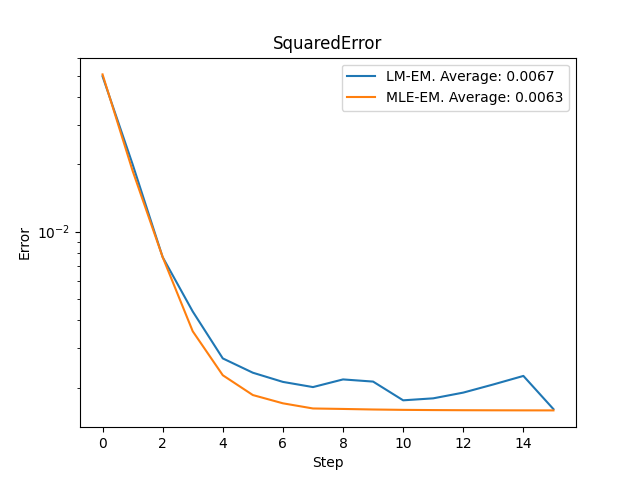 SquaredError
LM-EM. Average: 0.0067
MLE-EM. Average: 0.0063
Error
10⁻²
0 2 4 6 8 10 12 14
Step